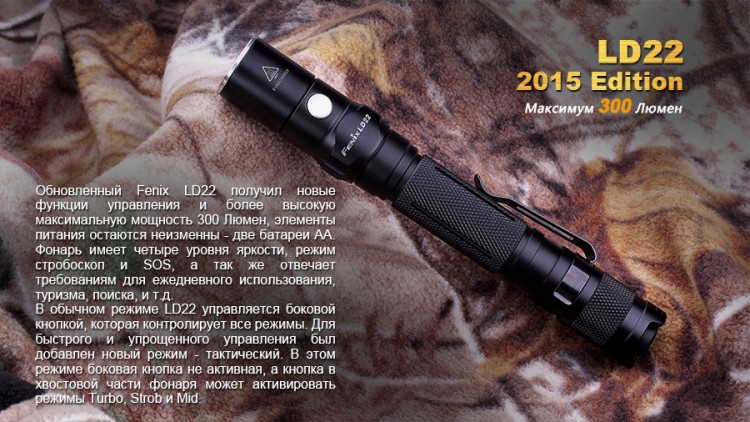 LD22
2015 Edition
Максимум 300 Люмен
FENIX LD22
Обновленный Fenix LD22 получил новые
функции управления и более высокую
максимальную мощность 300 Люмен, элементы
питания остаются неизменны - две батареи АА.
Фонарь имеет четыре уровня яркости, режим
стробоскоп и SOS, а так же отвечает
требованиям для ежедневного использования,
туризма, поиска, и т.д.
В обычном режиме LD22 управляется боковой
кнопкой, которая контролирует все режимы. Для
быстрого и упрощенного управления был
добавлен новый режим - тактический. В этом
режиме боковая кнопка не активная, а кнопка в
хвостовой части фонаря может активировать
режимы Turbo, Strob и Mid.